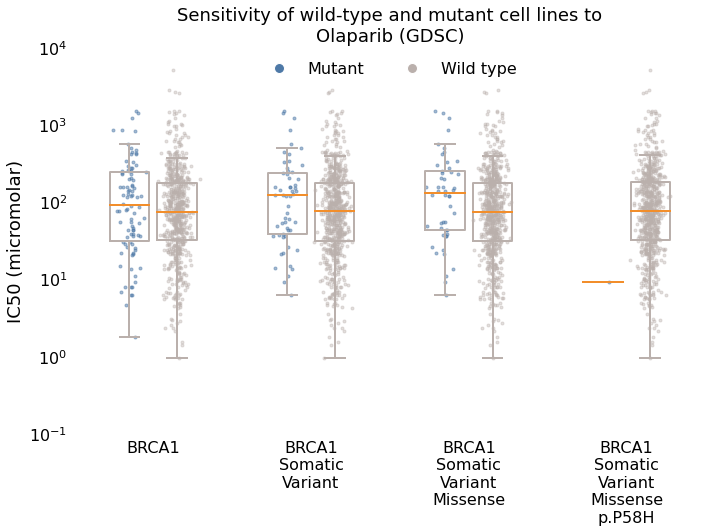 Sensitivity of wild-type and mutant cell lines to
Olaparib (GDSC)
Mutant
Wild type
IC50 (micromolar)
10⁴
10³
10²
10¹
10⁰
10⁻¹
BRCA1
BRCA1
Somatic
Variant
BRCA1
Somatic
Variant
Missense
BRCA1
Somatic
Variant
Missense
p.P58H